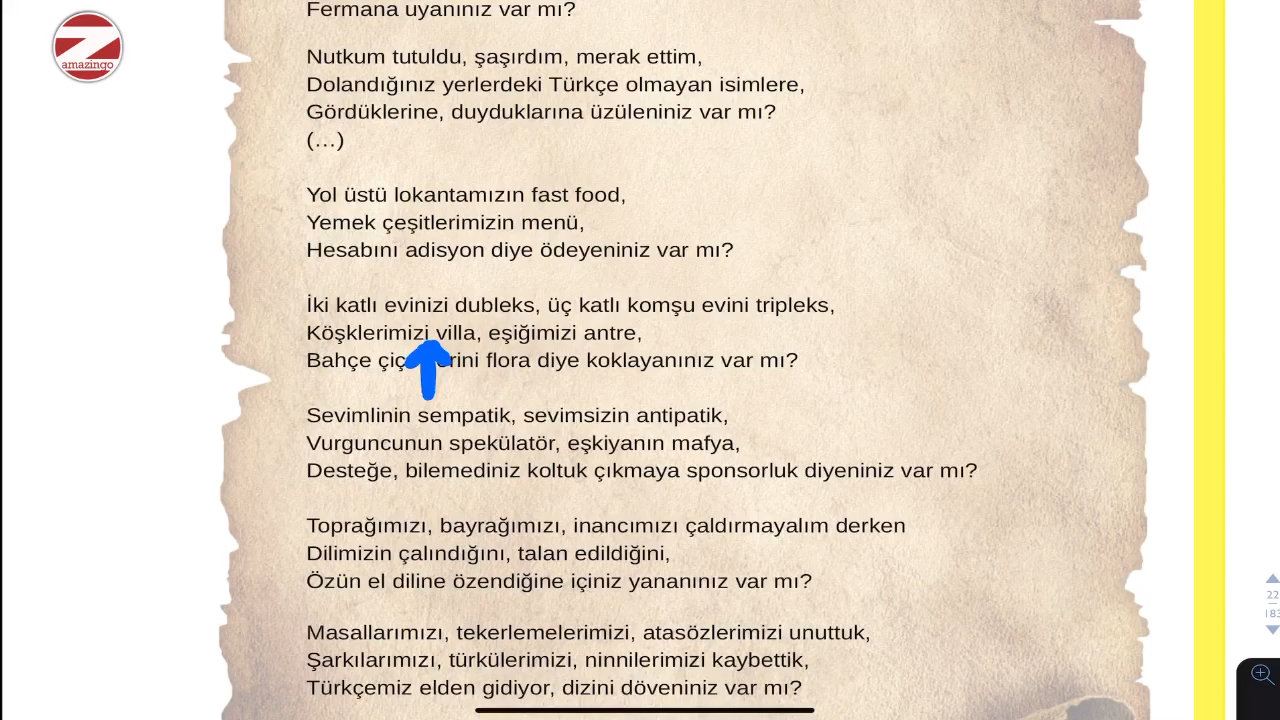 amazingo
Fermana uyanınız var mı?
Nutkum tutuldu, şaşırdım, merak ettim,
Dolandığınız yerlerdeki Türkçe olmayan isimlere,
Gördüklerine, duyduklarına üzüleniniz var mı?
(…)
Yol üstü lokantamızın fast food,
Yemek çeşitlerimizin menü,
Hesabını adisyon diye ödeyeniniz var mı?
İki katlı evinizi dubleks, üç katlı komşu evini tripleks,
Köşklerimizi villa, eşiğimizi antre,
Bahçe flora diye koklayanınız var mı?
Sevimlinin sempatik, sevimsizin antipatik,
Vurguncunun spekülatör, eşkiyanın mafya,
Desteğe, bilemediniz koltuk çıkmaya sponsorluk diyeniniz var mı?
Toprağımızı, bayrağımızı, inancımızı çaldırmayalım derken
Dilimizin çalındığını, talan edildiğini,
Özün el diline özendiğine içiniz yananınız var mı?
Masallarımızı, tekerlemelerimizi, atasözlerimizi unuttuk,
Şarkılarımızı, türkülerimizi, ninnilerimizi kaybettik,
Türkçemiz elden gidiyor, dizini döveniniz var mı?
22
183